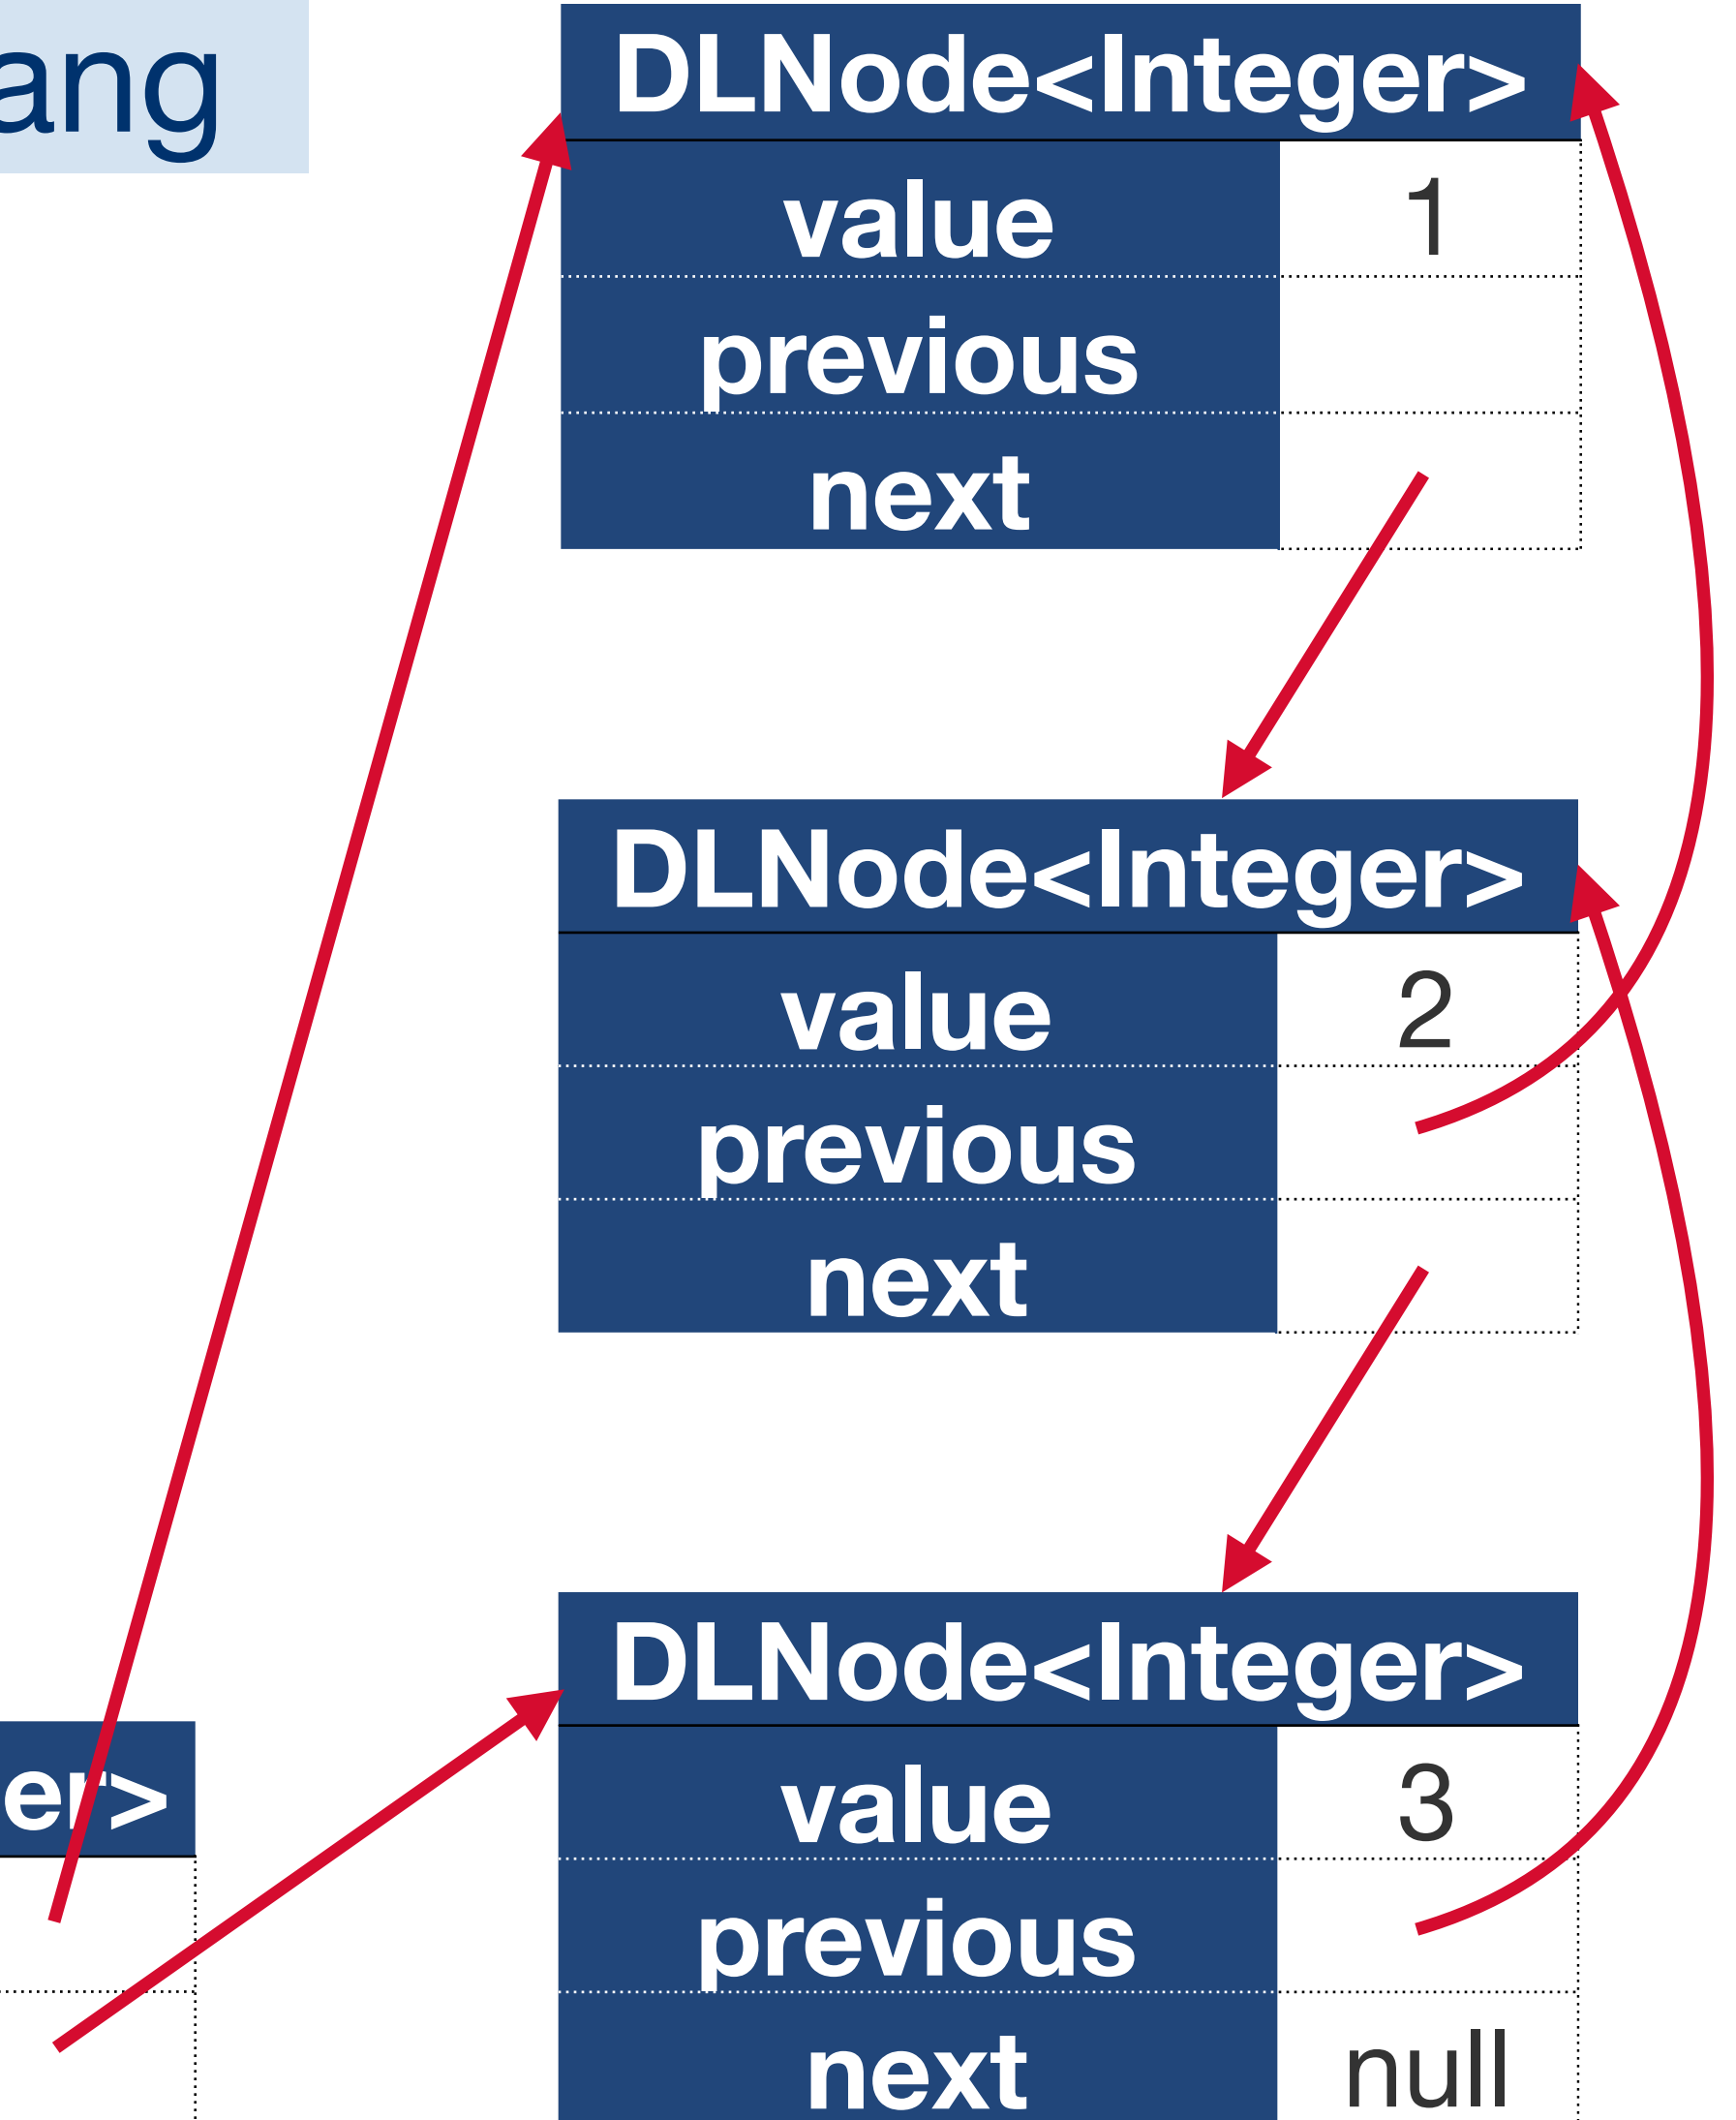 ang
DLNode<Integer>
value 1
previous
next
DLNode<Integer>
value 2
previous
next
er>
DLNode<Integer>
value 3
previous
next null